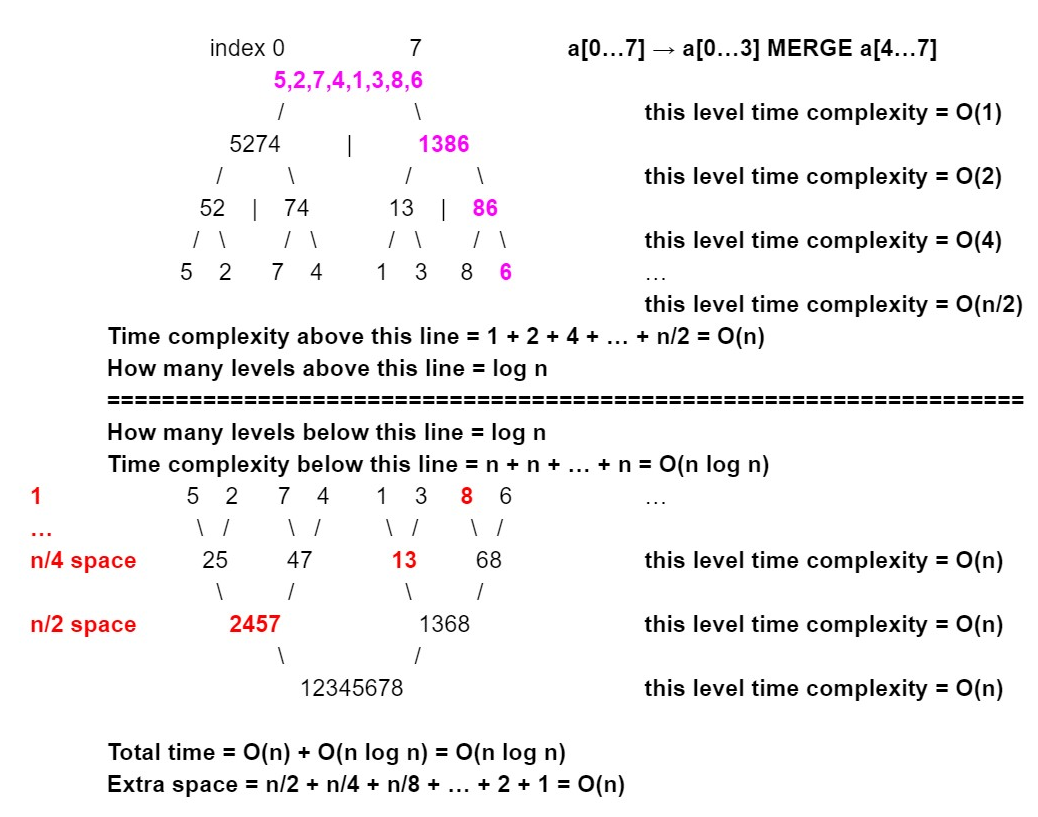 index 0 7 a[0…7] → a[0…3] MERGE a[4…7]
5,2,7,4,1,3,8,6
/ \ this level time complexity = O(1)
5274 | 1386
/ \ / \ this level time complexity = O(2)
52 | 74 13 | 86
/ \ / \ / \ / \ this level time complexity = O(4)
5 2 7 4 1 3 8 6 …
this level time complexity = O(n/2)
Time complexity above this line = 1 + 2 + 4 + … + n/2 = O(n)
How many levels above this line = log n
====================================================================
How many levels below this line = log n
Time complexity below this line = n + n + … + n = O(n log n)
1 5 2 7 4 1 3 8 6 …
… \ / \ / \ / \ /
n/4 space 25 47 13 68 this level time complexity = O(n)
\ / \ /
n/2 space 2457 1368 this level time complexity = O(n)
\ /
12345678 this level time complexity = O(n)
Total time = O(n) + O(n log n) = O(n log n)
Extra space = n/2 + n/4 + n/8 + … + 2 + 1 = O(n)